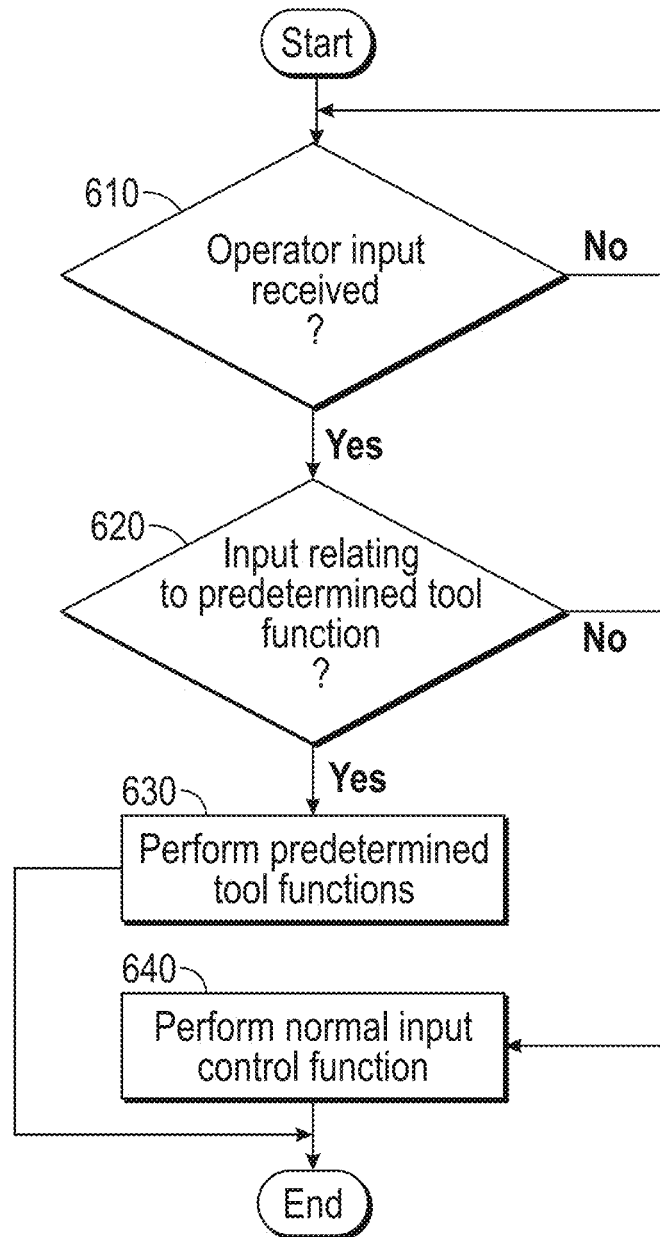 Start
610
Operator input
received
?
No
Yes
620
Input relating
to predetermined tool
function
?
No
Yes
630
Perform predetermined
tool functions
640
Perform normal input
control function
End